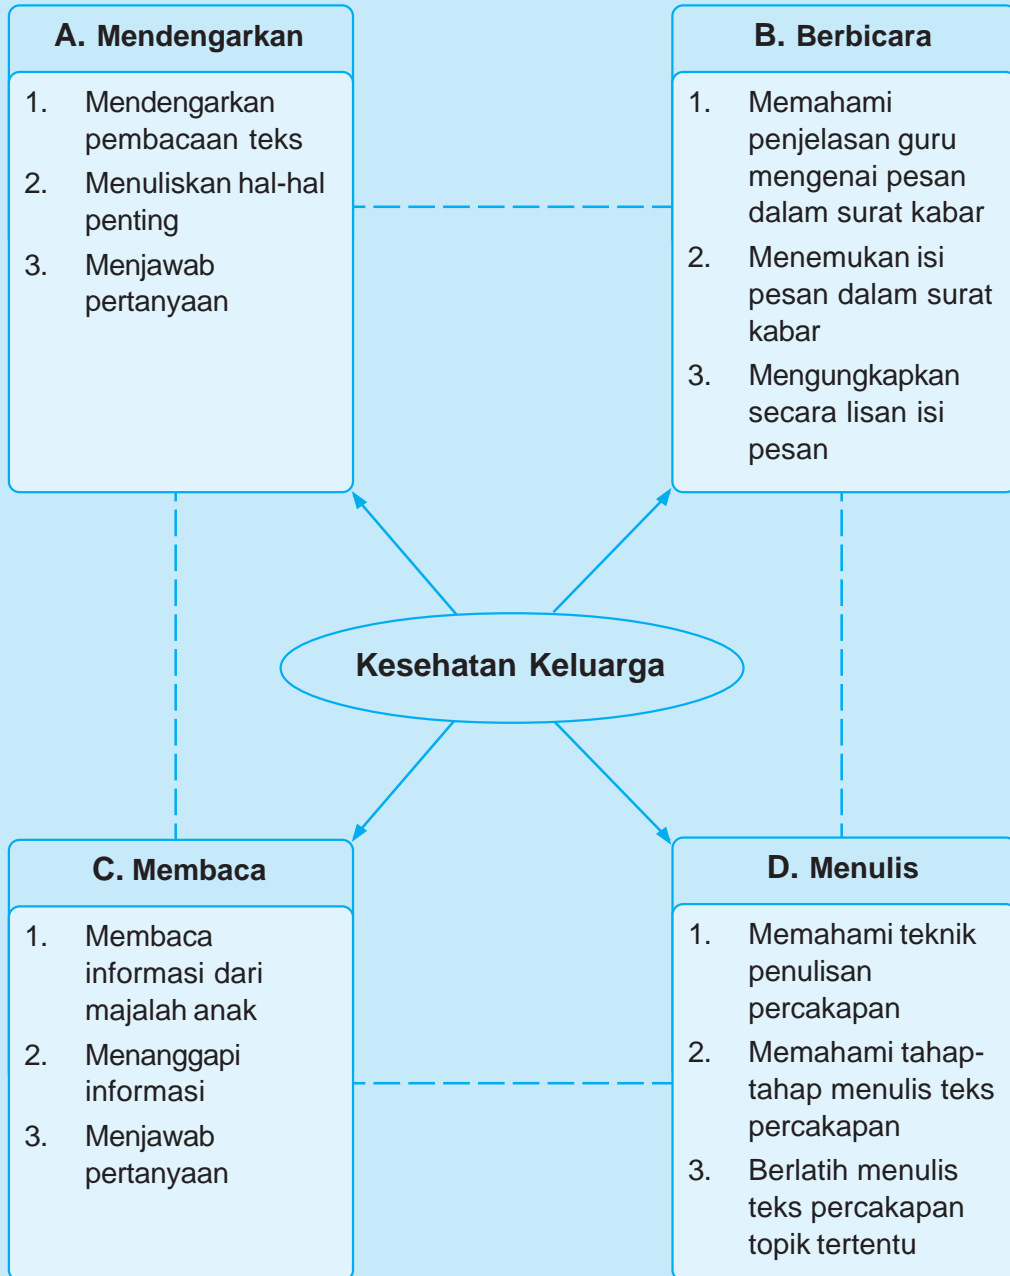 A. Mendengarkan
1. Mendengarkan
pembacaan teks
2. Menuliskan hal-hal
penting
3. Menjawab
pertanyaan
B. Berbicara
1. Memahami
penjelasan guru
mengenai pesan
dalam surat kabar
2. Menemukan isi
pesan dalam surat
kabar
3. Mengungkapkan
secara lisan isi
pesan
Kesehatan Keluarga
C. Membaca
1. Membaca
informasi dari
majalah anak
2. Menanggapi
informasi
3. Menjawab
pertanyaan
D. Menulis
1. Memahami teknik
penulisan
percakapan
2. Memahami tahap-
tahap menulis teks
percakapan
3. Berlatih menulis
teks percakapan
topik tertentu